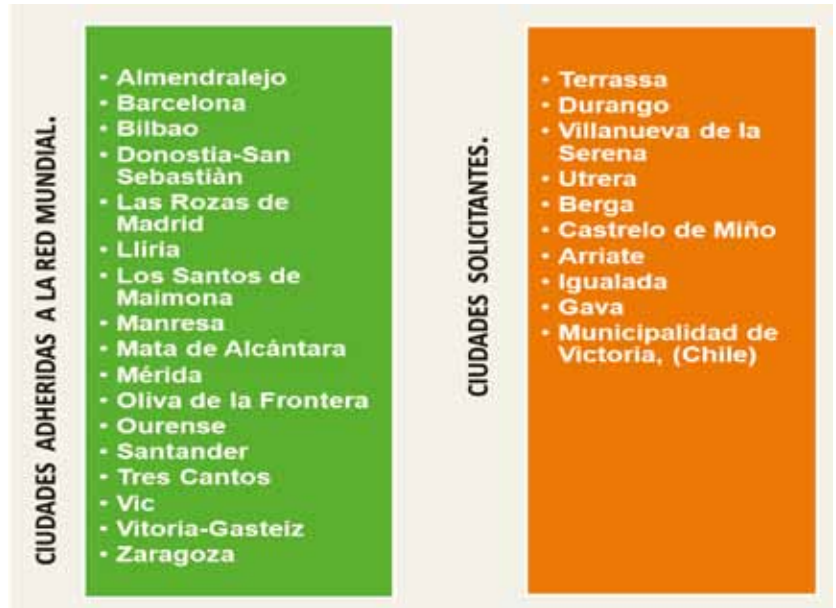 CIUDADES ADHERIDAS A LA RED MUNDIAL.
• Almendralejo
• Barcelona
• Bilbao
• Donostia-San
Sebastiàn
• Las Rozas de
Madrid
• Llíria
• Los Santos de
Maimona
• Manresa
• Mata de Alcántara
• Mérida
• Oliva de la Frontera
• Ourense
• Santander
• Tres Cantos
• Vic
• Vitoria-Gasteiz
• Zaragoza
CIUDADES SOLICITANTES.
• Terrassa
• Durango
• Villanueva de la
Serena
• Utrera
• Berga
• Castrelo de Miño
• Arriate
• Igualada
• Gava
• Municipalidad de
Victoria, (Chile)